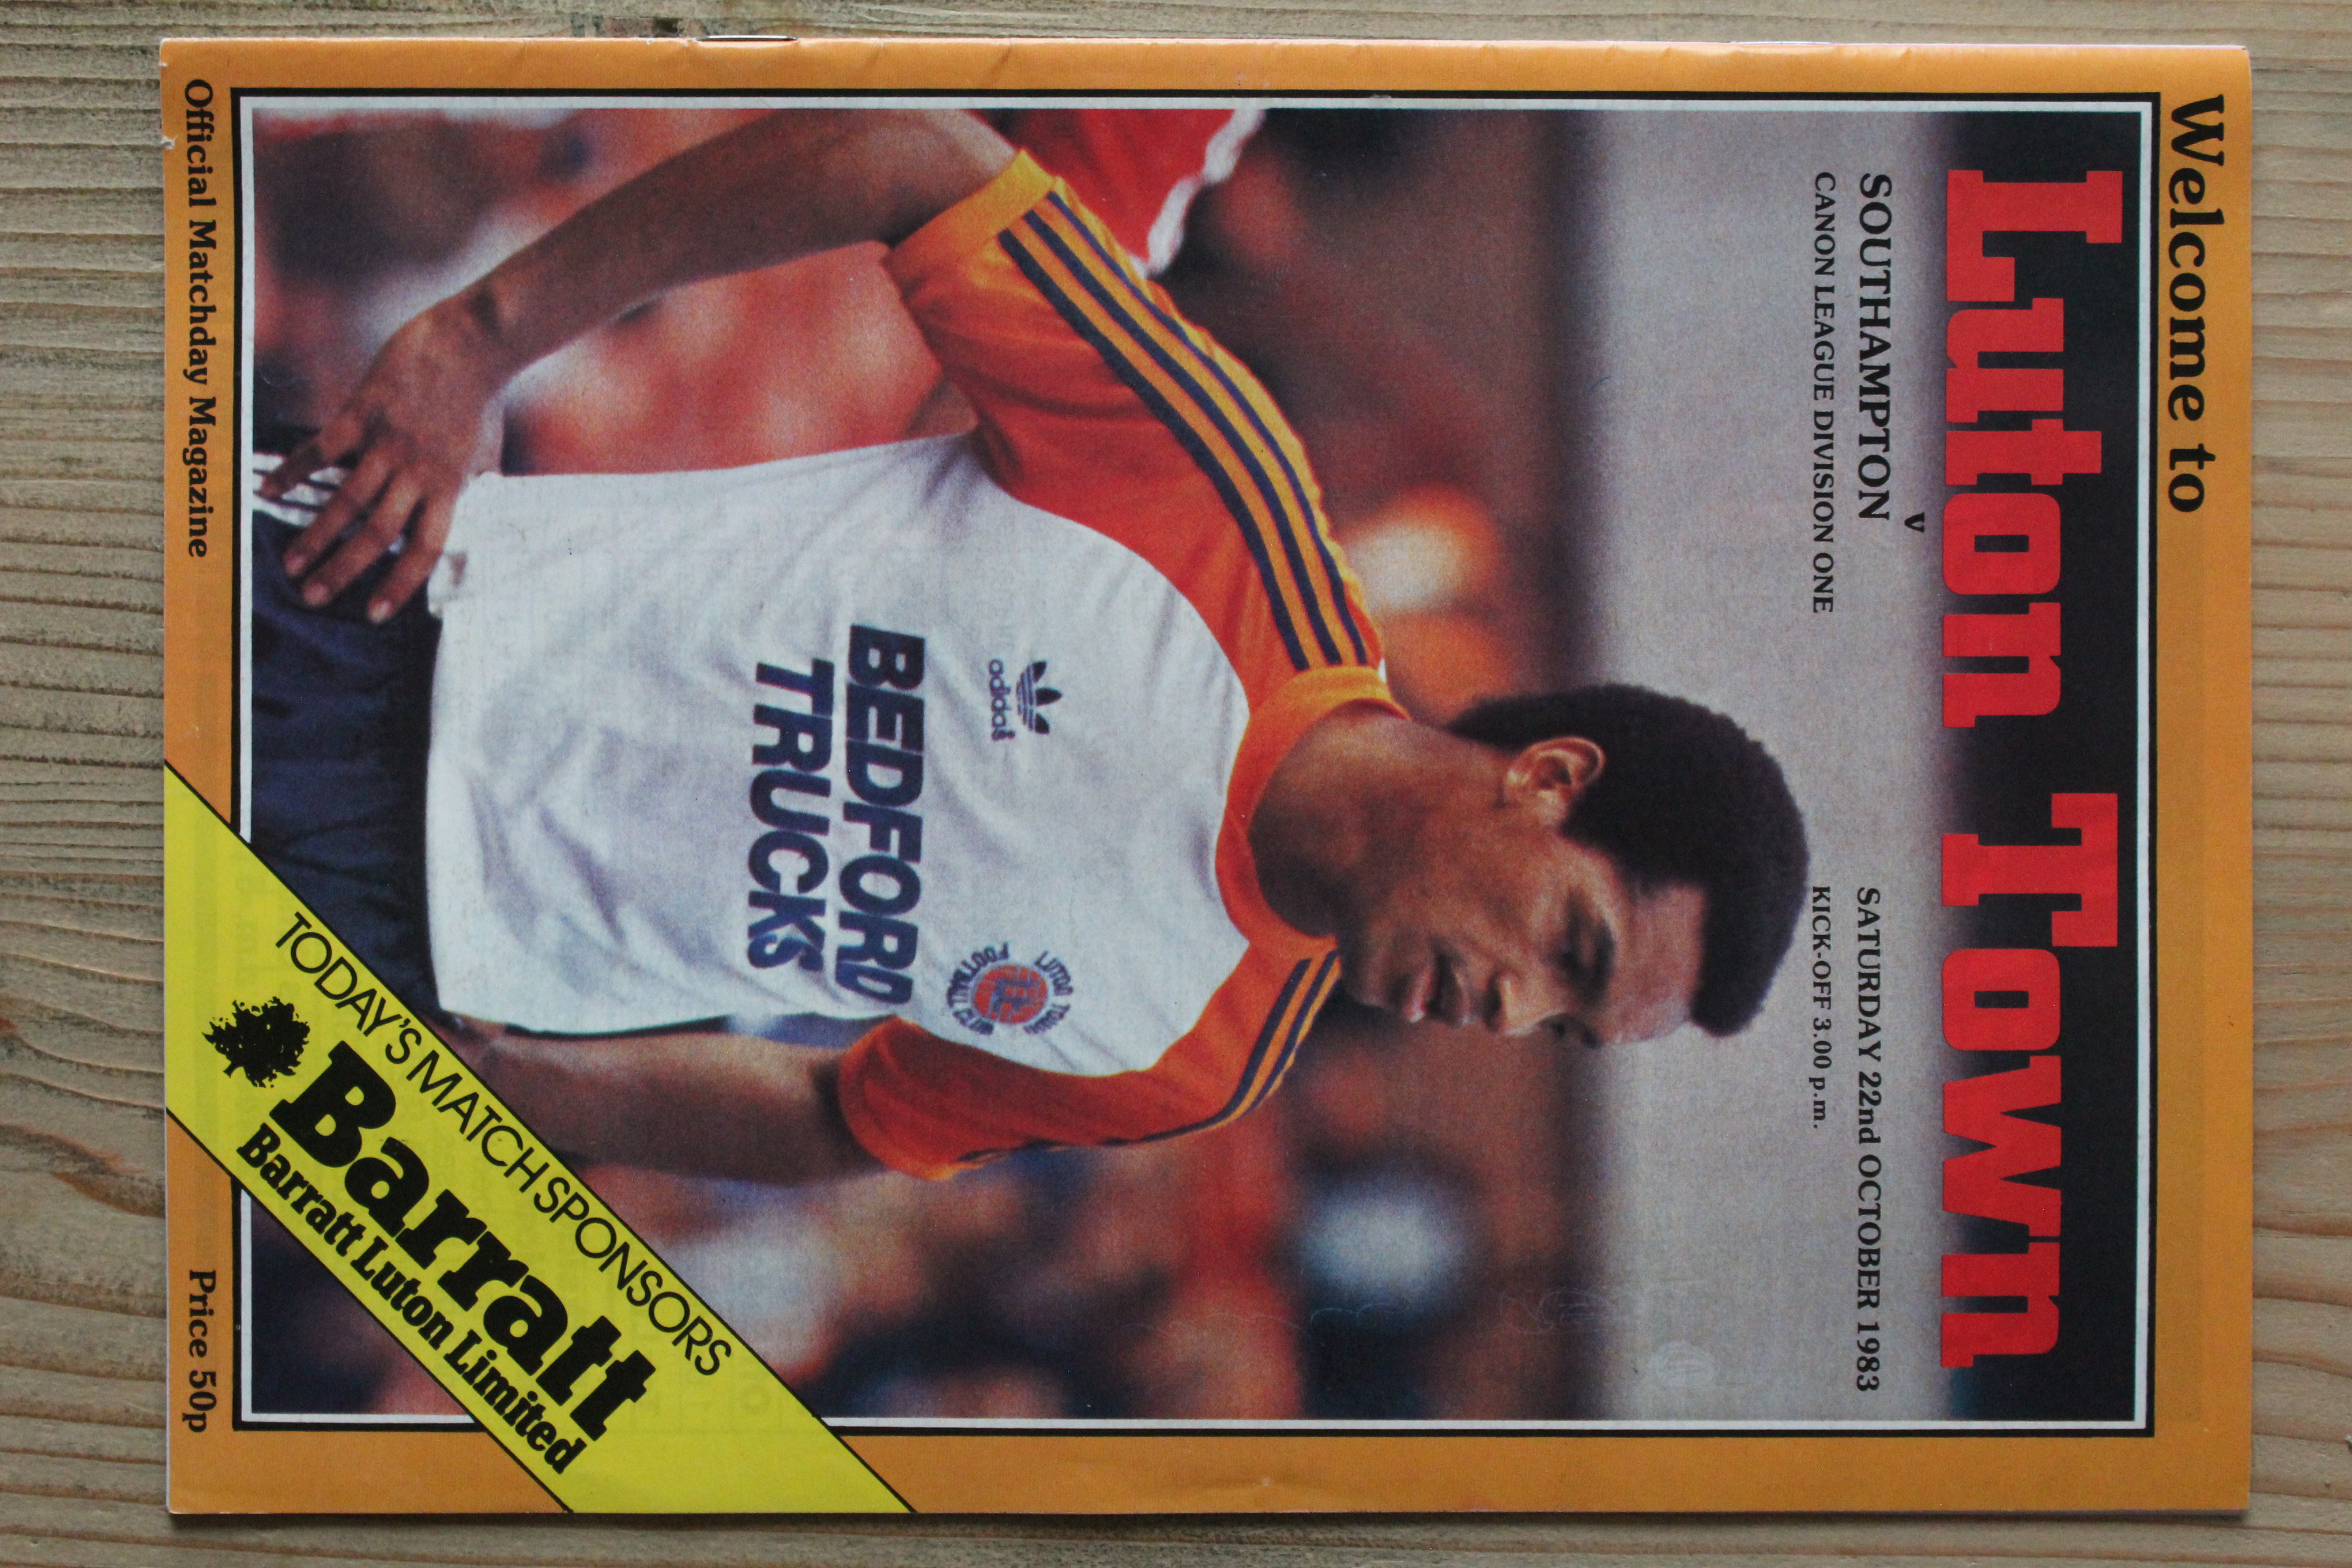 Welcome to
Luton Town
v
SOUTHAMPTON
CANON LEAGUE DIVISION ONE
SATURDAY 22nd OCTOBER 1983
KICK-OFF 3.00 p.m.
adidas
LUTON TOWN
FOOTBALL CLUB
BEDFORD
TRUCKS
TODAY'S MATCH SPONSORS
Barratt
Barratt Luton Limited
Official Matchday Magazine
Price 50p